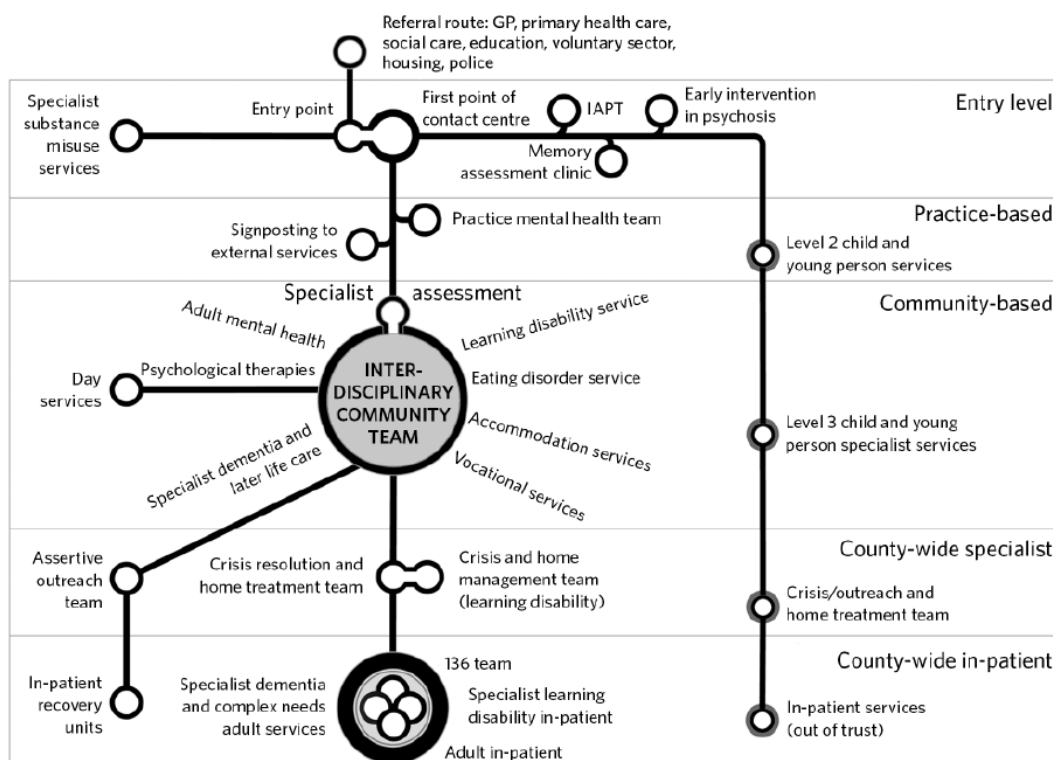 Referral route: GP, primary health care,
social care, education, voluntary sector,
housing, police
Entry level
Specialist
substance
misuse
services
Entry point
First point of
contact centre
IAPT
Early intervention
in psychosis
Memory
assessment clinic
Practice-based
Practice mental health team
Signposting to
external services
Level 2 child and
young person services
Community-based
Specialist assessment
Adult mental health
Learning disability service
Day
services
Psychological therapies
INTER-
DISCIPLINARY
COMMUNITY
TEAM
Eating disorder service
Accommodation services
Vocational services
Specialist dementia and
later life care
Level 3 child and young
person specialist services
County-wide specialist
Assertive
outreach
team
Crisis resolution and
home treatment team
Crisis and home
management team
(learning disability)
Crisis/outreach and
home treatment team
County-wide in-patient
In-patient
recovery
units
Specialist dementia
and complex needs
adult services
136 team
Specialist learning
disability in-patient
Adult in-patient
In-patient services
(out of trust)